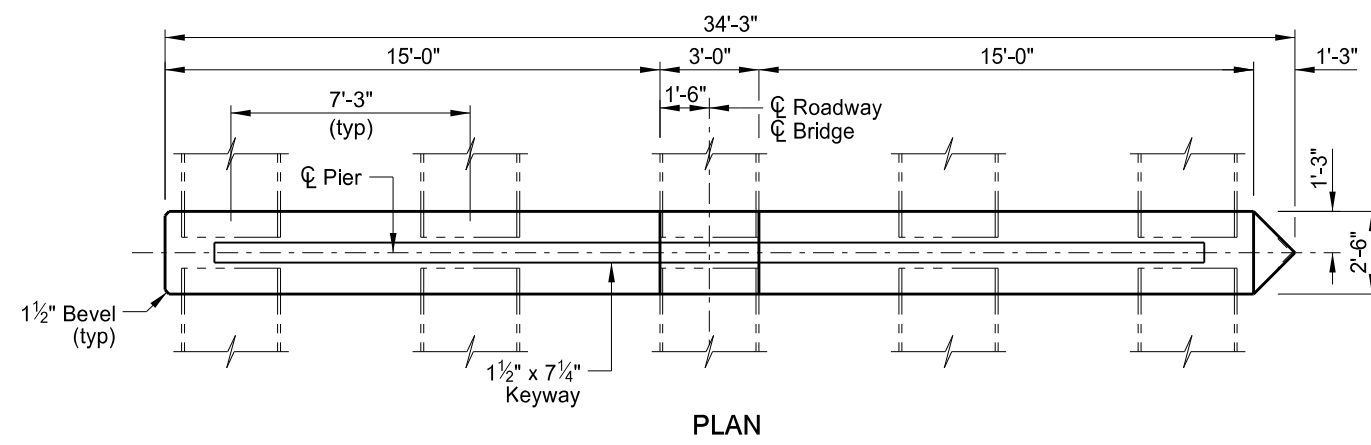 34'-3"
15'-0"
3'-0"
15'-0"
1'-3"
7'-3"
(typ)
1'-6"
℄ Roadway
℄ Bridge
℄ Pier
1'-3"
2'-6"
1½" Bevel
(typ)
1½" x 7¼"
Keyway
PLAN